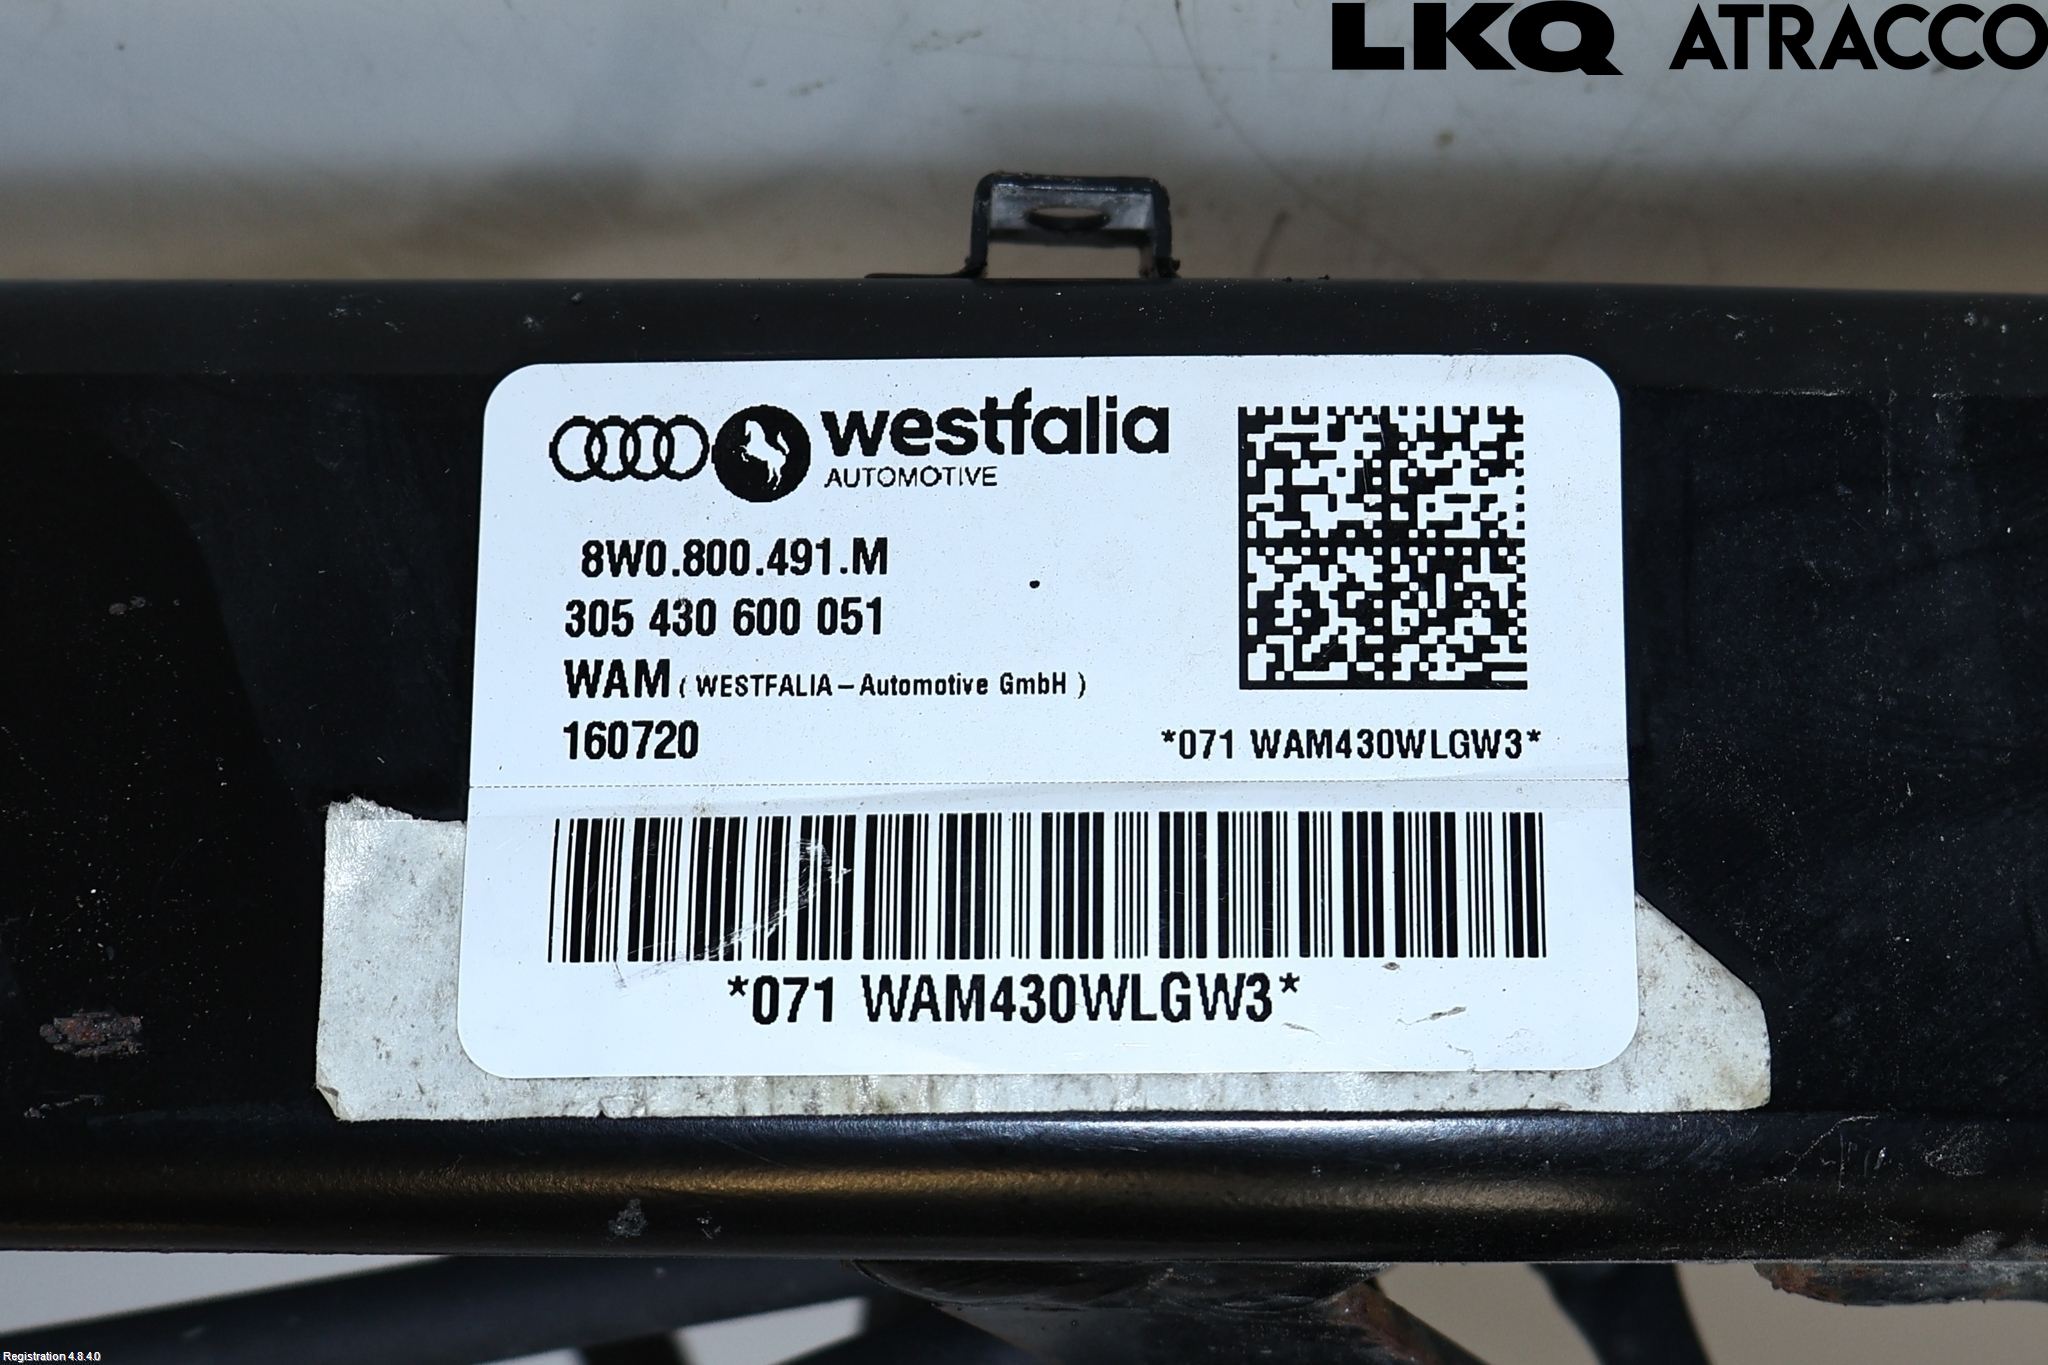 LKQ ATRACCO
westfalia
AUTOMOTIVE
8W0.800.491.M
305 430 600 051
WAM ( WESTFALIA-Automotive GmbH )
160720
*071 WAM430WLGW3*
*071 WAM430WLGW3*
Registration 4.8.4.0